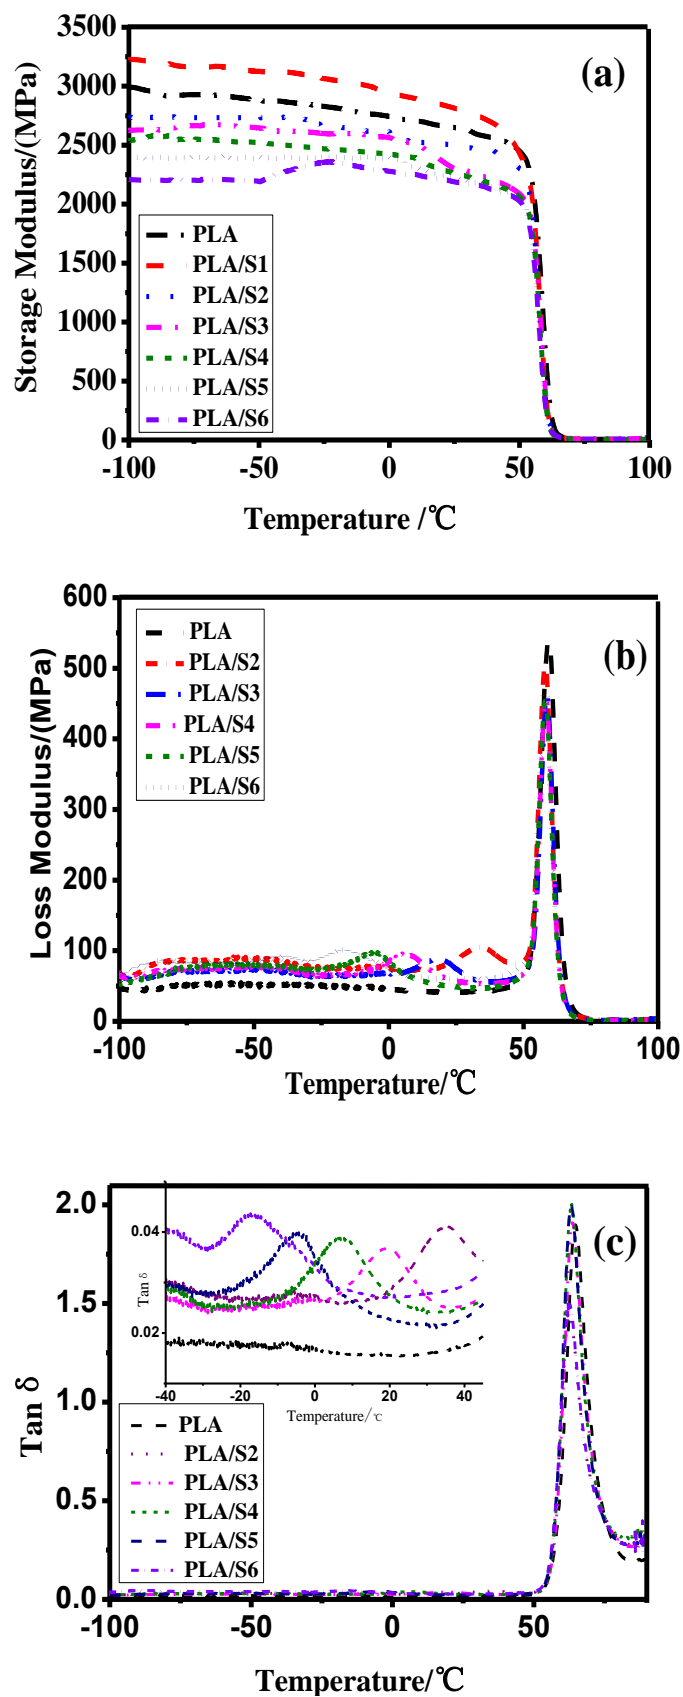 3500
3000
2500
2000
1500
1000
500
0
Storage Modulus/(MPa)
(a)
PLA
PLA/S1
PLA/S2
PLA/S3
PLA/S4
PLA/S5
PLA/S6
-100 -50 0 50 100
Temperature /℃
600
500
400
300
200
100
0
Loss Modulus/(MPa)
(b)
PLA
PLA/S2
PLA/S3
PLA/S4
PLA/S5
PLA/S6
-100 -50 0 50 100
Temperature/℃
2.0
1.5
1.0
0.5
0.0
Tan δ
(c)
0.04
0.02
Tan δ
-40 -20 0 20 40
Temperature/℃
PLA
PLA/S2
PLA/S3
PLA/S4
PLA/S5
PLA/S6
-100 -50 0 50
Temperature/℃